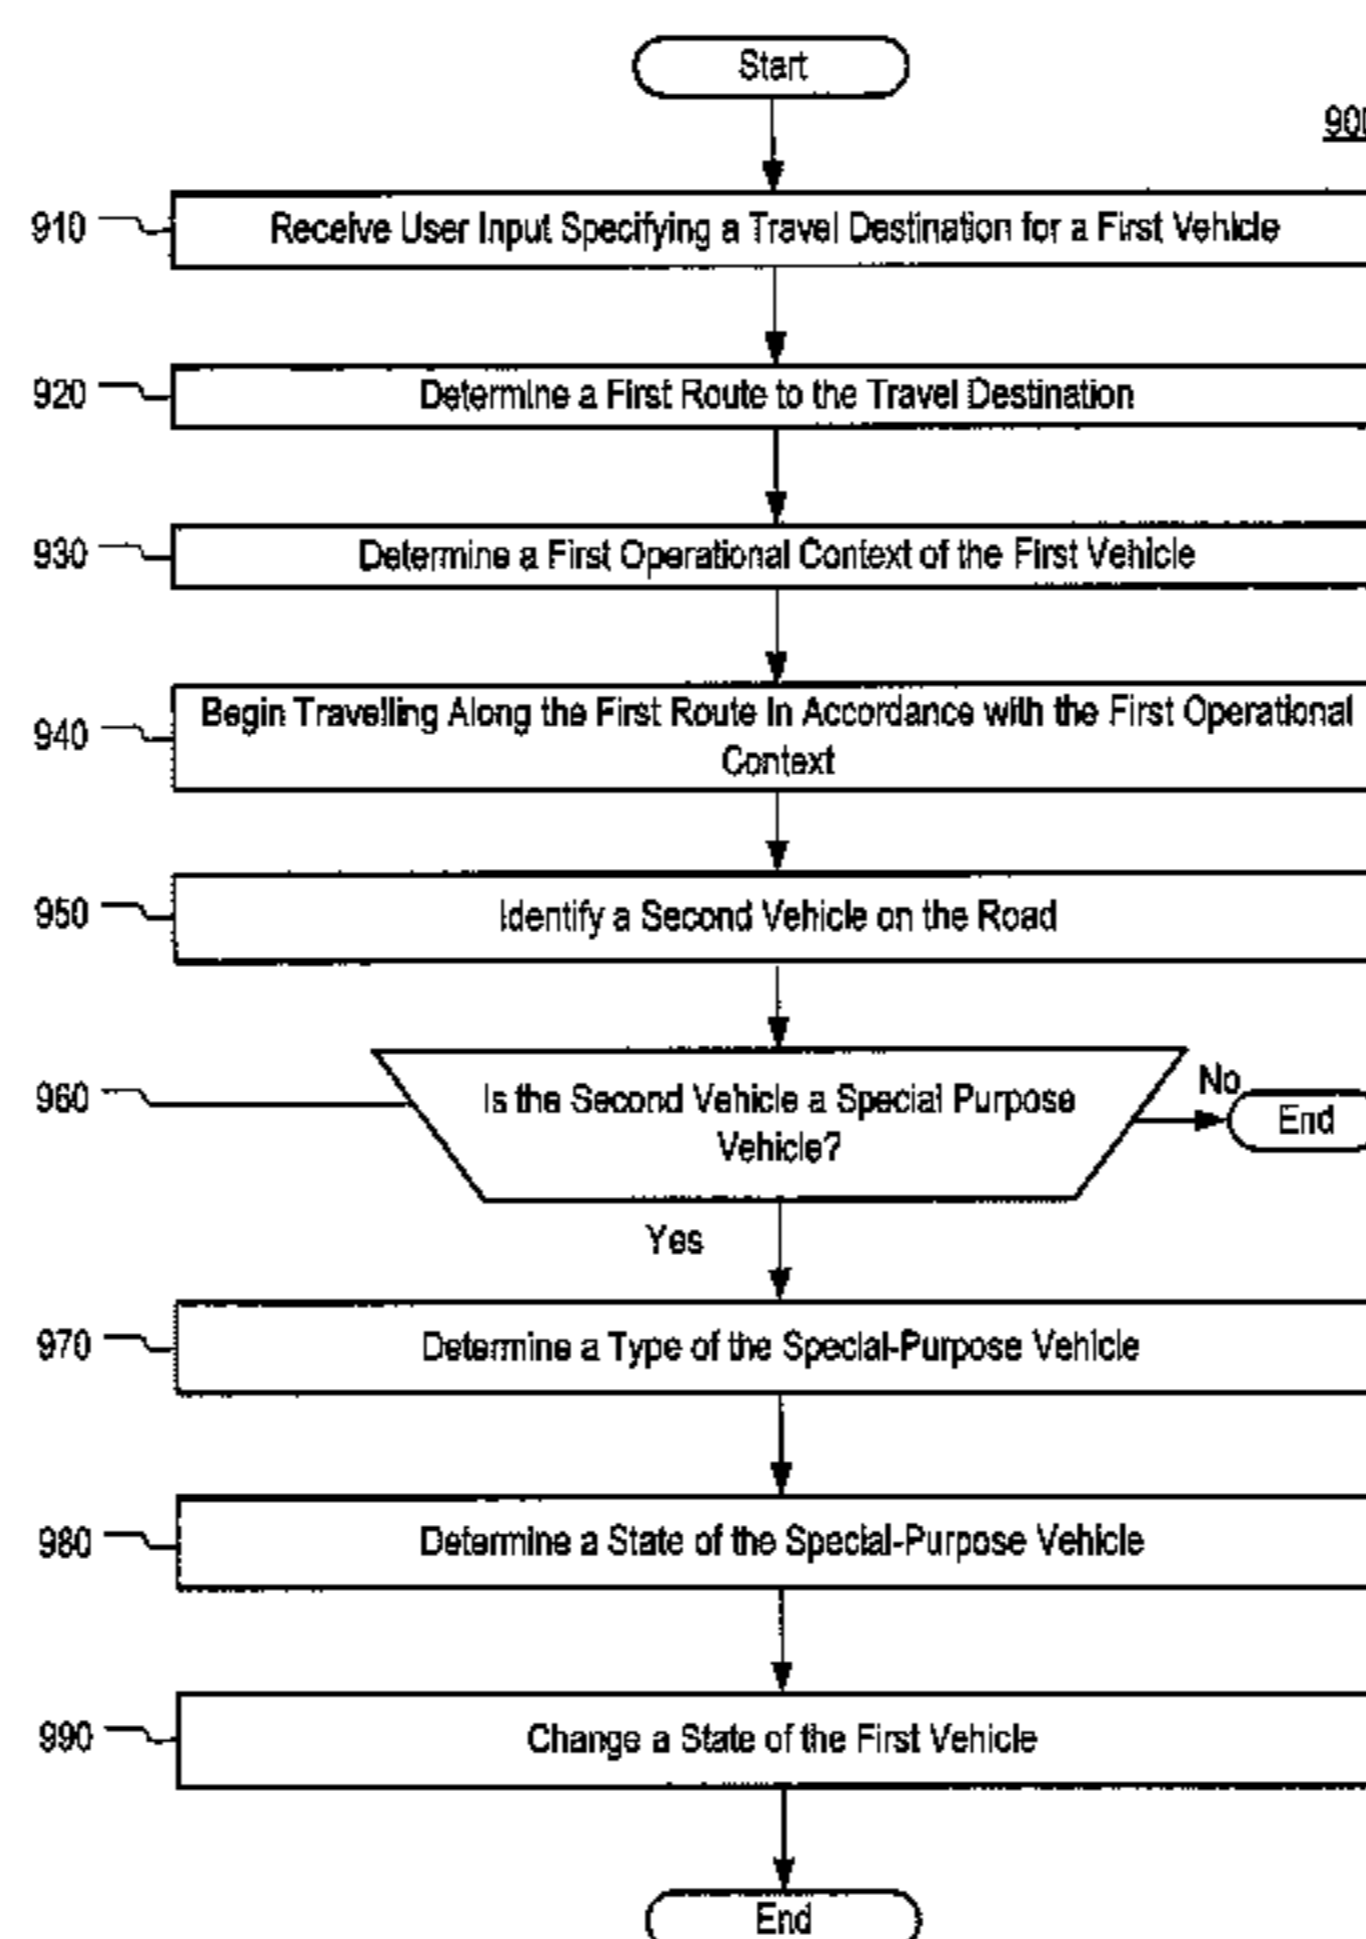 Start
900
910
Receive User Input Specifying a Travel Destination for a First Vehicle
920
Determine a First Route to the Travel Destination
930
Determine a First Operational Context of the First Vehicle
940
Begin Travelling Along the First Route In Accordance with the First Operational
Context
950
Identify a Second Vehicle on the Road
960
Is the Second Vehicle a Special Purpose
Vehicle?
No
End
Yes
970
Determine a Type of the Special-Purpose Vehicle
980
Determine a State of the Special-Purpose Vehicle
990
Change a State of the First Vehicle
End